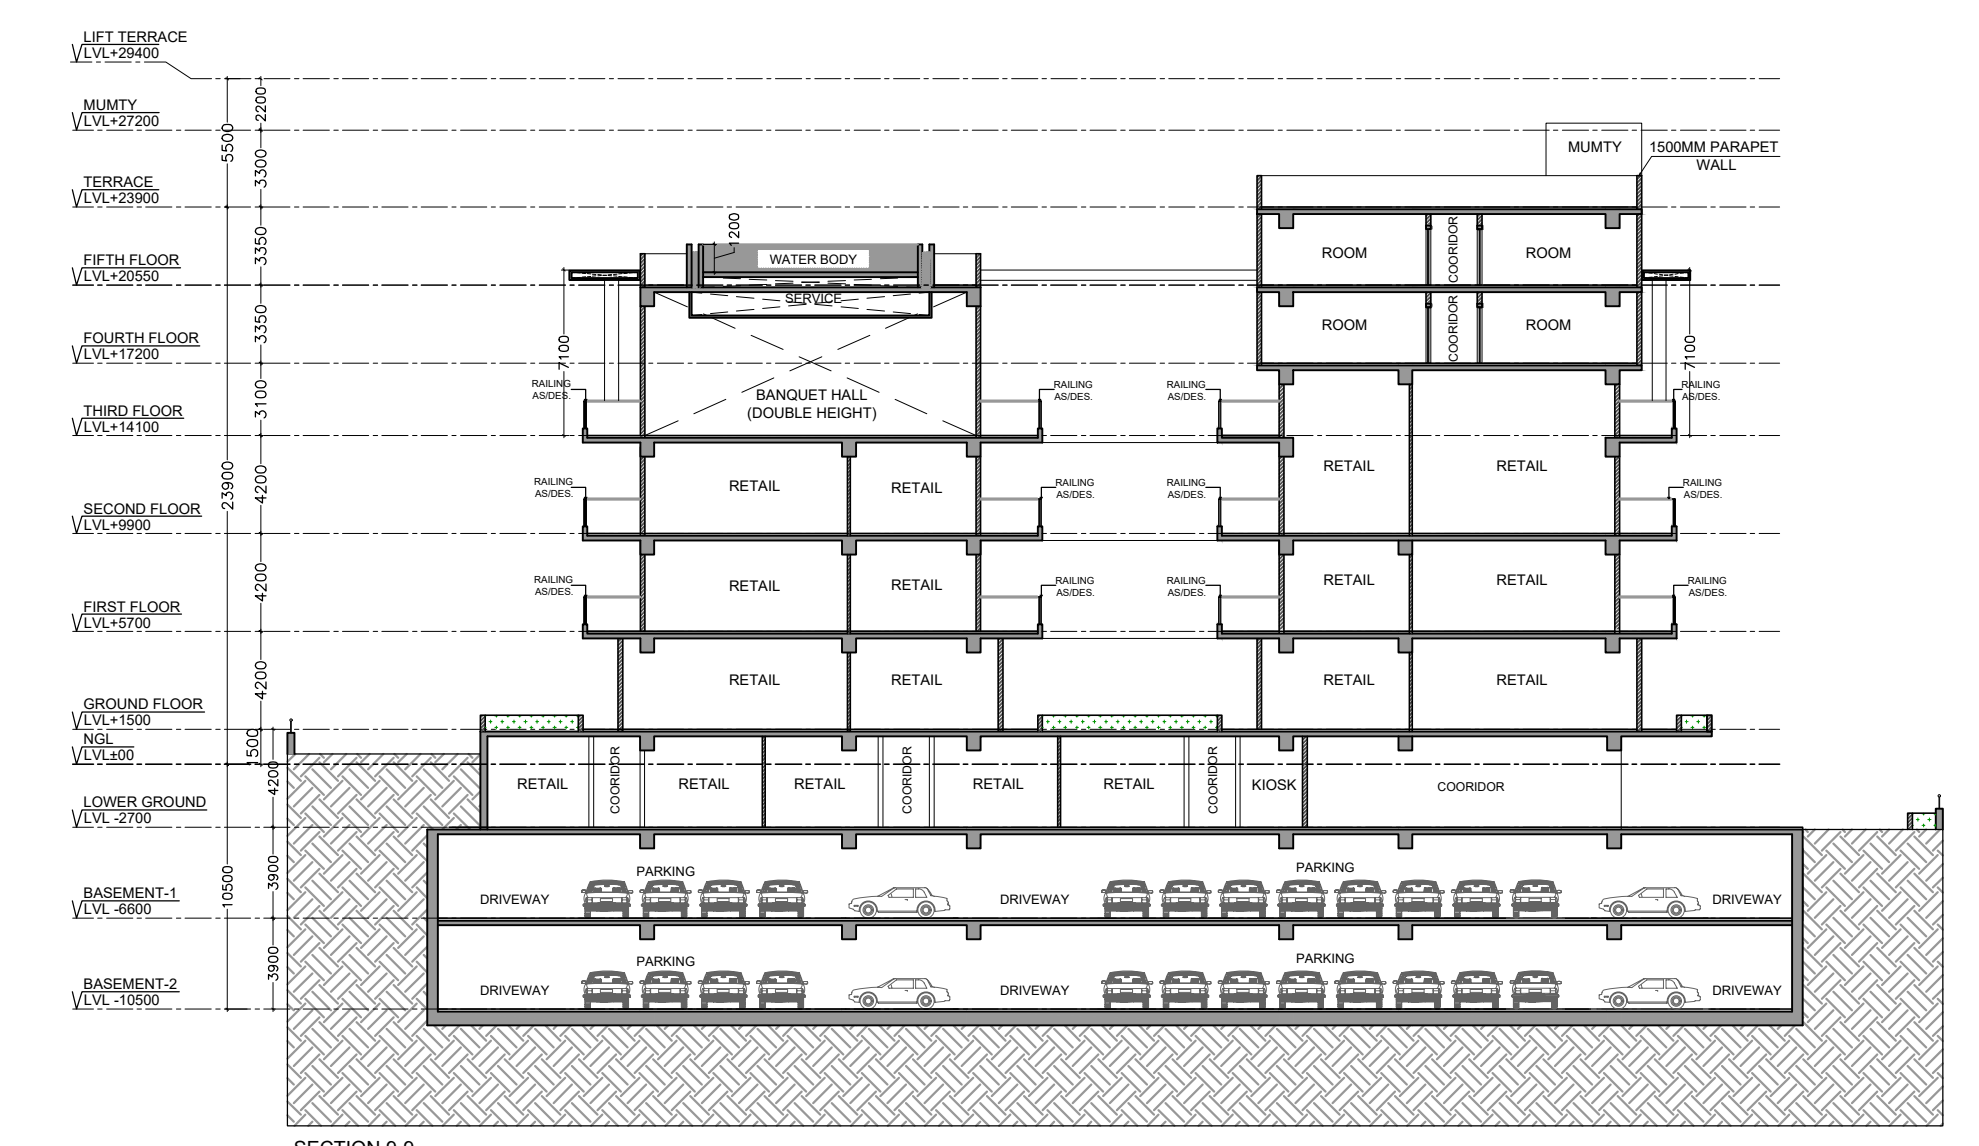 LIFT TERRACE
LVL+29400
MUMTY
LVL+27200
TERRACE
LVL+23900
FIFTH FLOOR
LVL+20550
FOURTH FLOOR
LVL+17200
THIRD FLOOR
LVL+14100
SECOND FLOOR
LVL+9900
FIRST FLOOR
LVL+5700
GROUND FLOOR
LVL+1500
NGL
LVL±00
LOWER GROUND
LVL -2700
BASEMENT-1
LVL -6600
BASEMENT-2
LVL -10500
5500
23900
10500
2200
3300
3350
3350
3100
4200
4200
4200
1500
4200
3900
3900
MUMTY
1500MM PARAPET
WALL
1200
WATER BODY
SERVICE
7100
BANQUET HALL
(DOUBLE HEIGHT)
ROOM
COORIDOR
ROOM
ROOM
COORIDOR
ROOM
7100
RAILING
AS/DES.
RAILING
AS/DES.
RAILING
AS/DES.
RAILING
AS/DES.
RETAIL
RETAIL
RETAIL
RETAIL
RAILING
AS/DES.
RAILING
AS/DES.
RAILING
AS/DES.
RAILING
AS/DES.
RETAIL
RETAIL
RETAIL
RETAIL
RAILING
AS/DES.
RAILING
AS/DES.
RAILING
AS/DES.
RAILING
AS/DES.
RETAIL
RETAIL
RETAIL
RETAIL
RETAIL
COORIDOR
RETAIL
RETAIL
COORIDOR
RETAIL
RETAIL
COORIDOR
KIOSK
COORIDOR
PARKING
PARKING
DRIVEWAY
DRIVEWAY
DRIVEWAY
PARKING
PARKING
DRIVEWAY
DRIVEWAY
DRIVEWAY